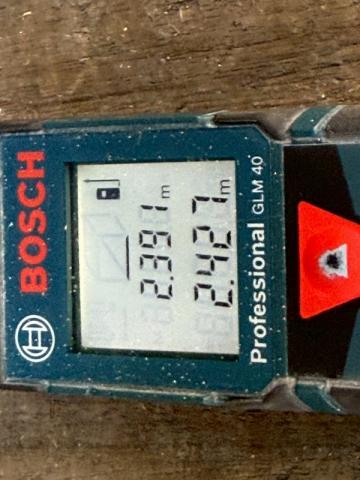 BOSCH
2.391 m
2.427 m
Professional GLM 40